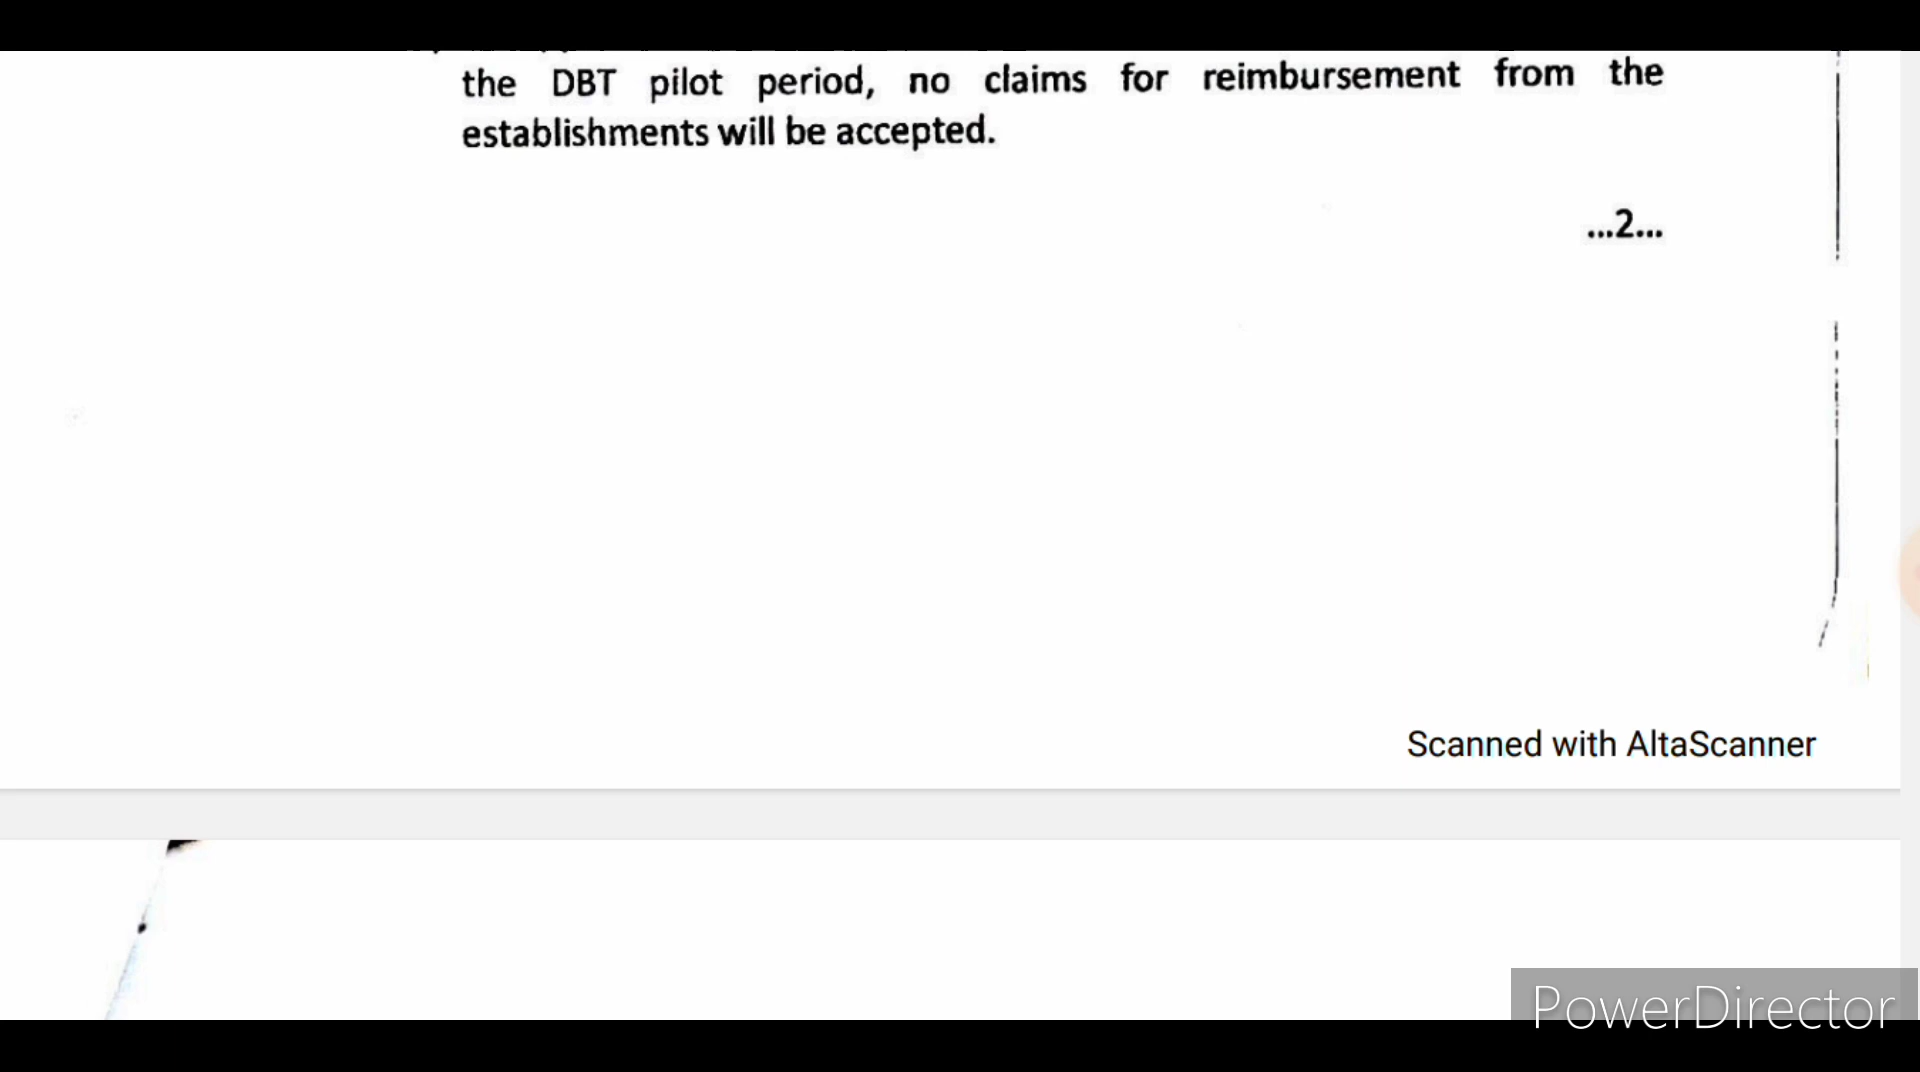 the DBT pilot period, no claims for reimbursement from the
establishments will be accepted.
...2...
Scanned with AltaScanner
PowerDirector